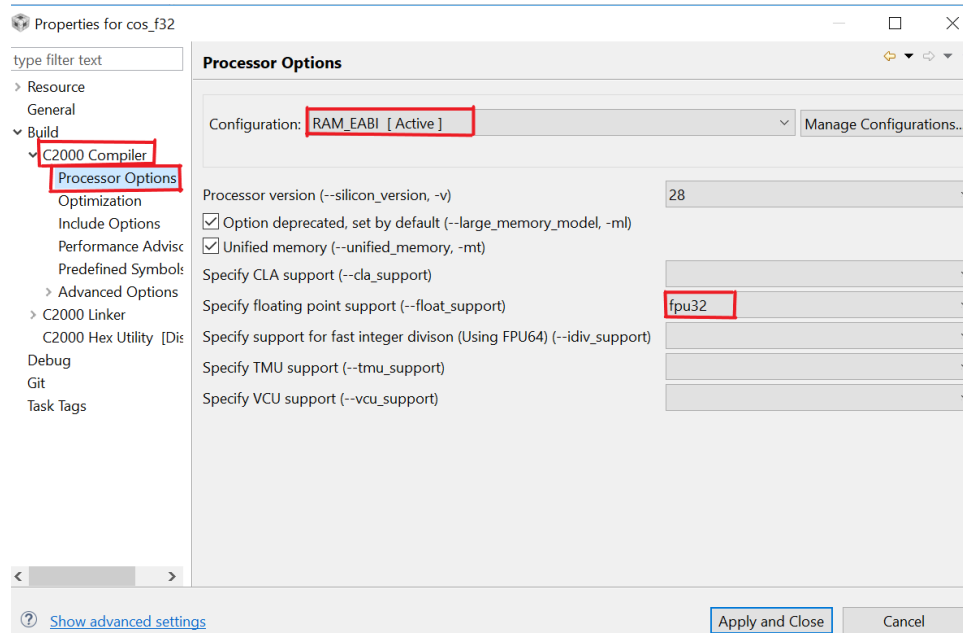 Properties for cos_f32
type filter text
Resource
General
Build
C2000 Compiler
Processor Options
Optimization
Include Options
Performance Advisc
Predefined Symbols
Advanced Options
C2000 Linker
C2000 Hex Utility [Dis
Debug
Git
Task Tags
Processor Options
Configuration: RAM_EABI [ Active ] Manage Configurations...
Processor version (--silicon_version, -v) 28
Option deprecated, set by default (--large_memory_model, -ml)
Unified memory (--unified_memory, -mt)
Specify CLA support (--cla_support)
Specify floating point support (--float_support) fpu32
Specify support for fast integer divison (Using FPU64) (--idiv_support)
Specify TMU support (--tmu_support)
Specify VCU support (--vcu_support)
Show advanced settings
Apply and Close Cancel